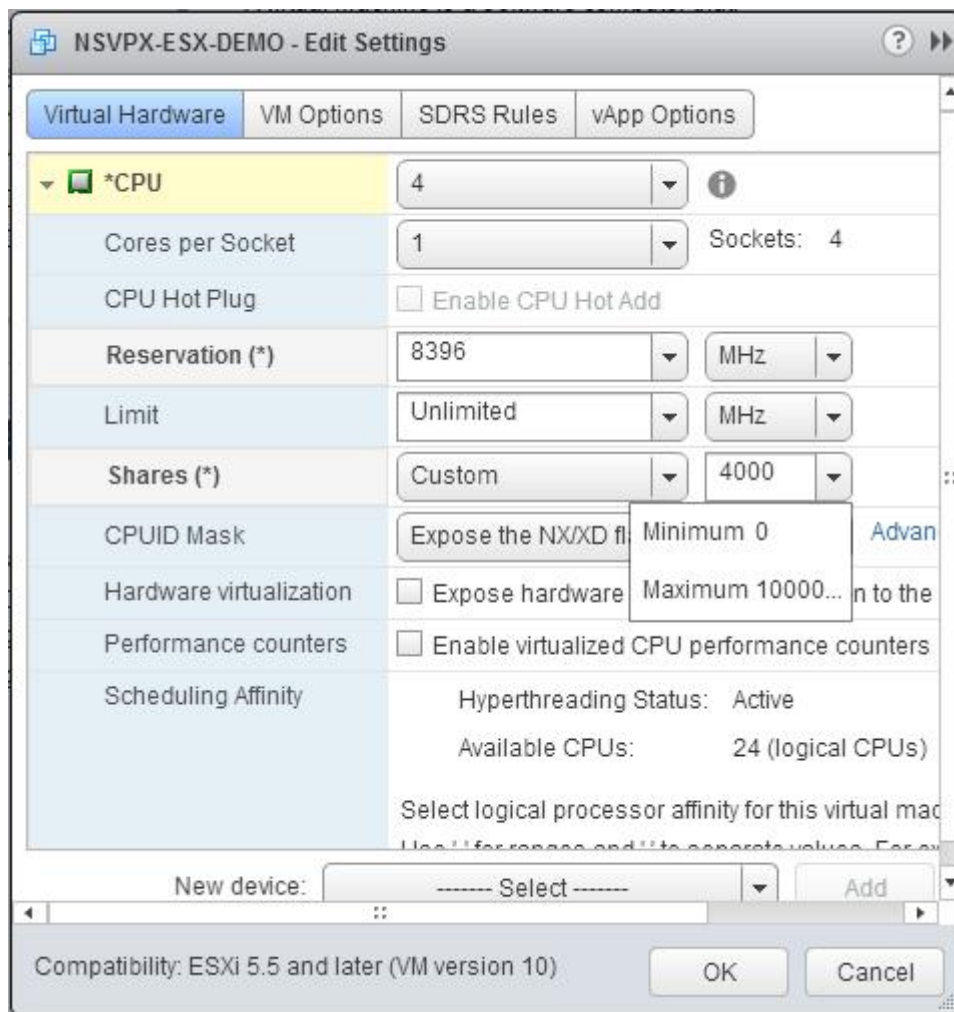 NSVPX-ESX-DEMO - Edit Settings ?
Virtual Hardware VM Options SDRS Rules vApp Options
*CPU 4
Cores per Socket 1 Sockets: 4
CPU Hot Plug Enable CPU Hot Add
Reservation (*) 8396 MHz
Limit Unlimited MHz
Shares (*) Custom 4000
Minimum 0
CPUID Mask Expose the NX/XD fl Advan
Maximum 10000...
Hardware virtualization Expose hardware n to the
Performance counters Enable virtualized CPU performance counters
Scheduling Affinity Hyperthreading Status: Active
Available CPUs: 24 (logical CPUs)
Select logical processor affinity for this virtual mac
New device: ------- Select ------- Add
Compatibility: ESXi 5.5 and later (VM version 10) OK Cancel